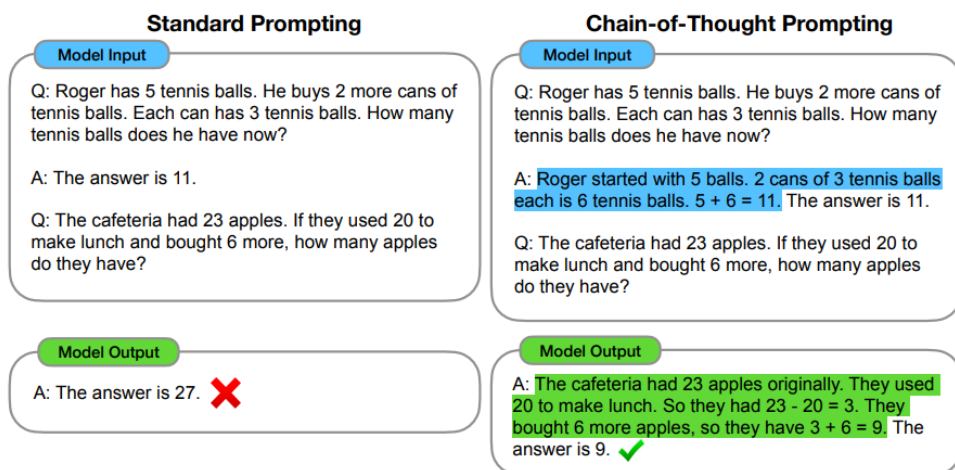 Standard Prompting
Model Input
Q: Roger has 5 tennis balls. He buys 2 more cans of
tennis balls. Each can has 3 tennis balls. How many
tennis balls does he have now?
A: The answer is 11.
Q: The cafeteria had 23 apples. If they used 20 to
make lunch and bought 6 more, how many apples
do they have?
Model Output
A: The answer is 27.
Chain-of-Thought Prompting
Model Input
Q: Roger has 5 tennis balls. He buys 2 more cans of
tennis balls. Each can has 3 tennis balls. How many
tennis balls does he have now?
A: Roger started with 5 balls. 2 cans of 3 tennis balls
each is 6 tennis balls. 5 + 6 = 11. The answer is 11.
Q: The cafeteria had 23 apples. If they used 20 to
make lunch and bought 6 more, how many apples
do they have?
Model Output
A: The cafeteria had 23 apples originally. They used
20 to make lunch. So they had 23 - 20 = 3. They
bought 6 more apples, so they have 3 + 6 = 9. The
answer is 9.